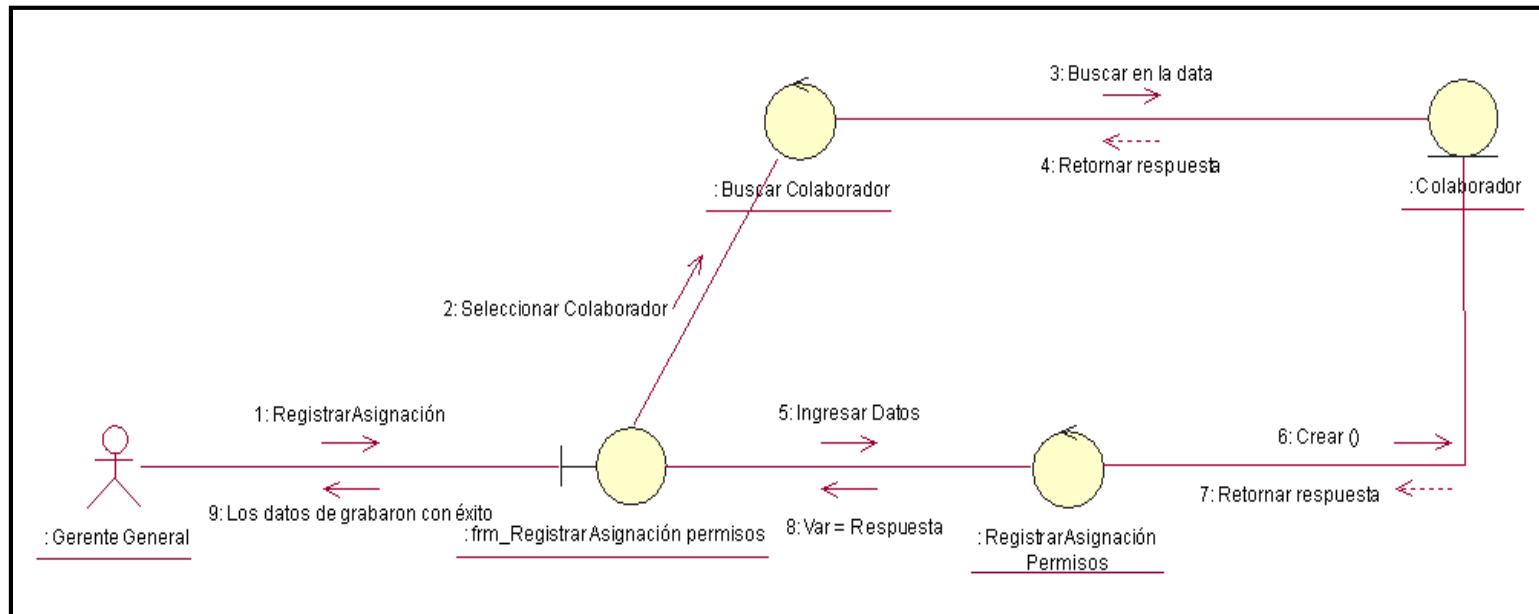 3: Buscar en la data
4: Retornar respuesta
: Buscar Colaborador
: Colaborador
2: Seleccionar Colaborador
1: RegistrarAsignación
5: Ingresar Datos
6: Crear ()
7: Retornar respuesta
9: Los datos de grabaron con éxito
8: Var = Respuesta
: Gerente General
: frm_RegistrarAsignación permisos
: RegistrarAsignación
Permisos